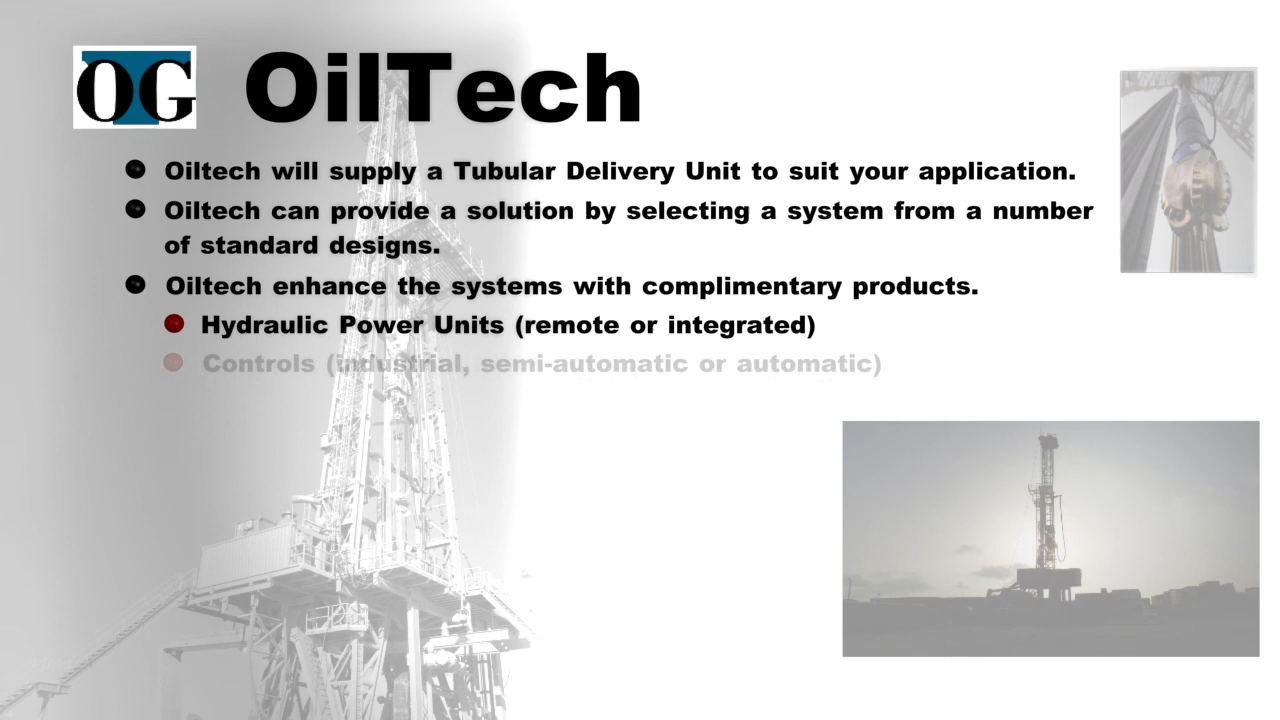 OTG OilTech
Oiltech will supply a Tubular Delivery Unit to suit your application.
Oiltech can provide a solution by selecting a system from a number
of standard designs.
Oiltech enhance the systems with complimentary products.
Hydraulic Power Units (remote or integrated)
Controls (industrial, semi-automatic or automatic)